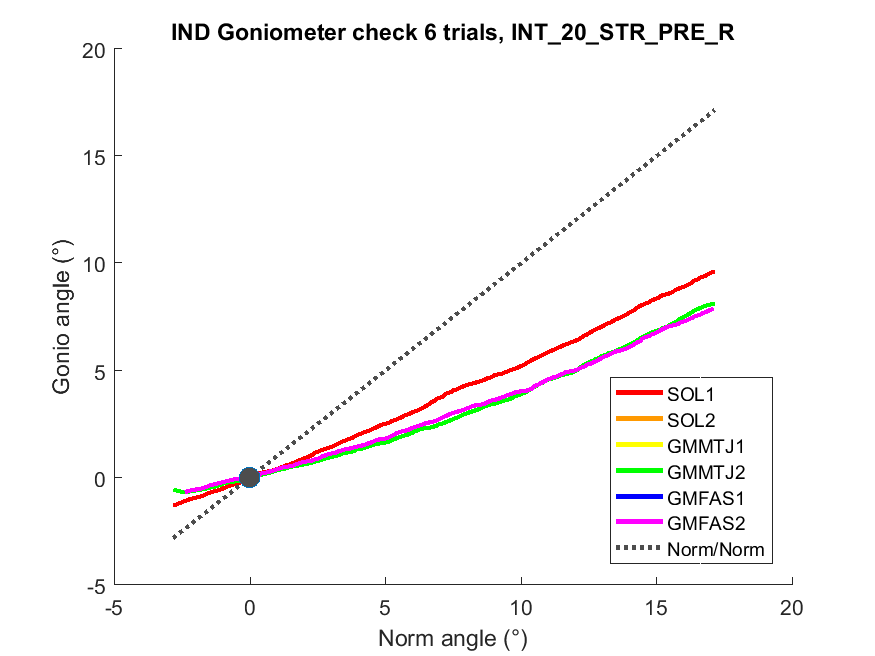 IND Goniometer check 6 trials, INT_20_STR_PRE_R
20
15
10
5
0
-5
Gonio angle (°)
-5
0
5
10
15
20
Norm angle (°)
SOL1
SOL2
GMMTJ1
GMMTJ2
GMFAS1
GMFAS2
Norm/Norm